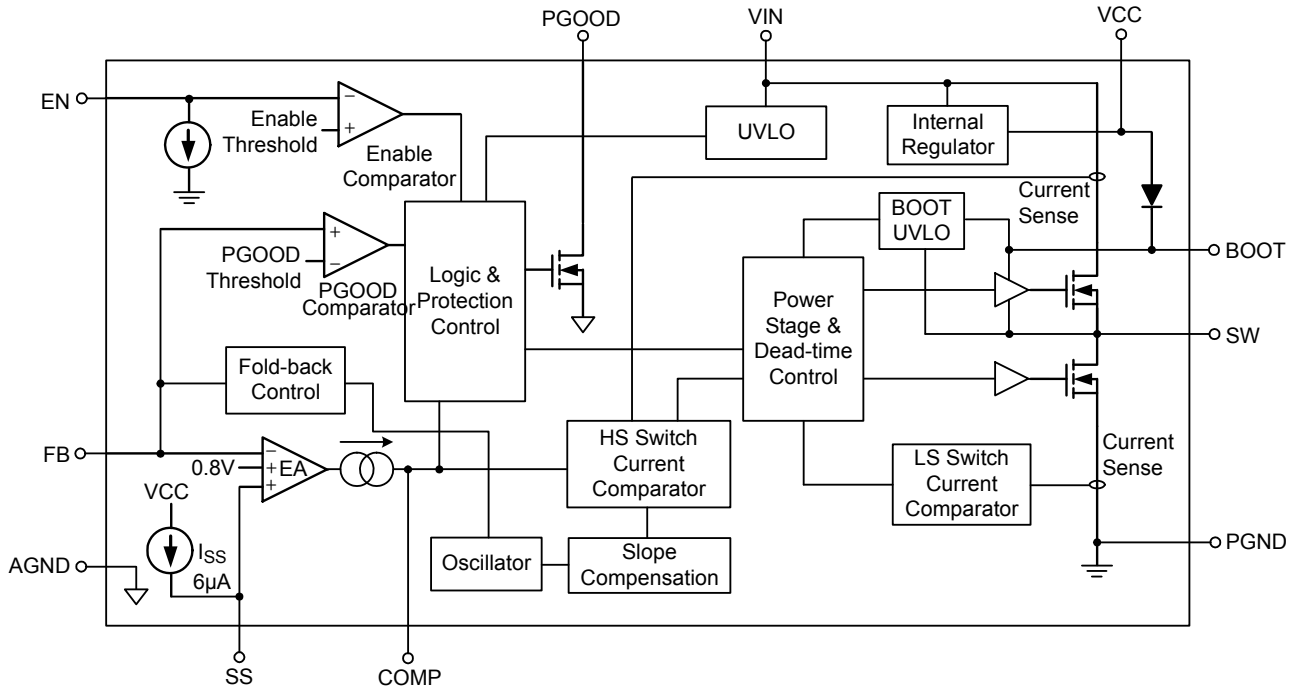 PGOOD
VIN
VCC
EN
Enable
Threshold
−
+
Enable
Comparator
UVLO
Internal
Regulator
Current
Sense
BOOT
UVLO
BOOT
+
−
PGOOD
Threshold
PGOOD
Comparator
Logic &
Protection
Control
Power
Stage &
Dead-time
Control
SW
Fold-back
Control
FB
−
0.8V
+
EA
+
HS Switch
Current
Comparator
LS Switch
Current
Comparator
Current
Sense
VCC
ISS
6µA
AGND
Oscillator
Slope
Compensation
PGND
SS
COMP